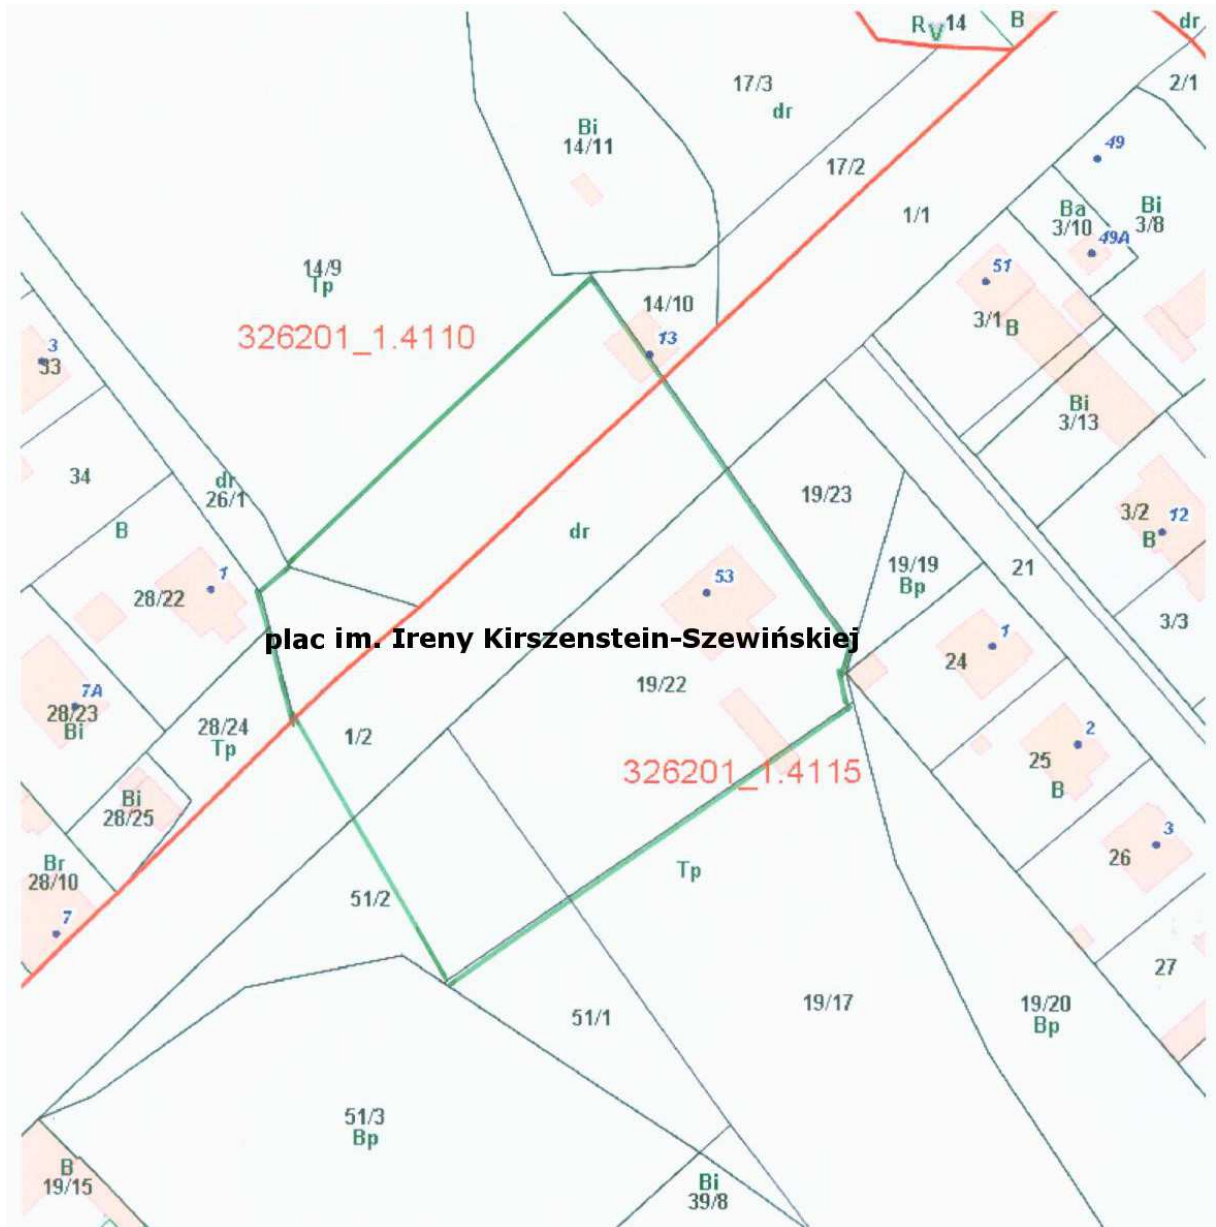 R V 14
B
dr
17/3
dr
2/1
Bi
14/11
49
17/2
1/1
Ba
3/10
Bi
3/8
49A
14/9
Tp
51
14/10
3/1 B
326201_1.4110
13
3
33
Bi
3/13
34
dr
26/1
19/23
3/2
12
B
B
dr
19/19
Bp
21
1
28/22
53
3/3
plac im. Ireny Kirszenstein-Szewińskiej
1
24
19/22
7A
28/23
Bi
28/24
Tp
1/2
2
25
B
326201_1.4115
Bi
28/25
3
26
Br
28/10
Tp
51/2
7
27
51/1
19/17
19/20
Bp
51/3
Bp
B
19/15
Bi
39/8